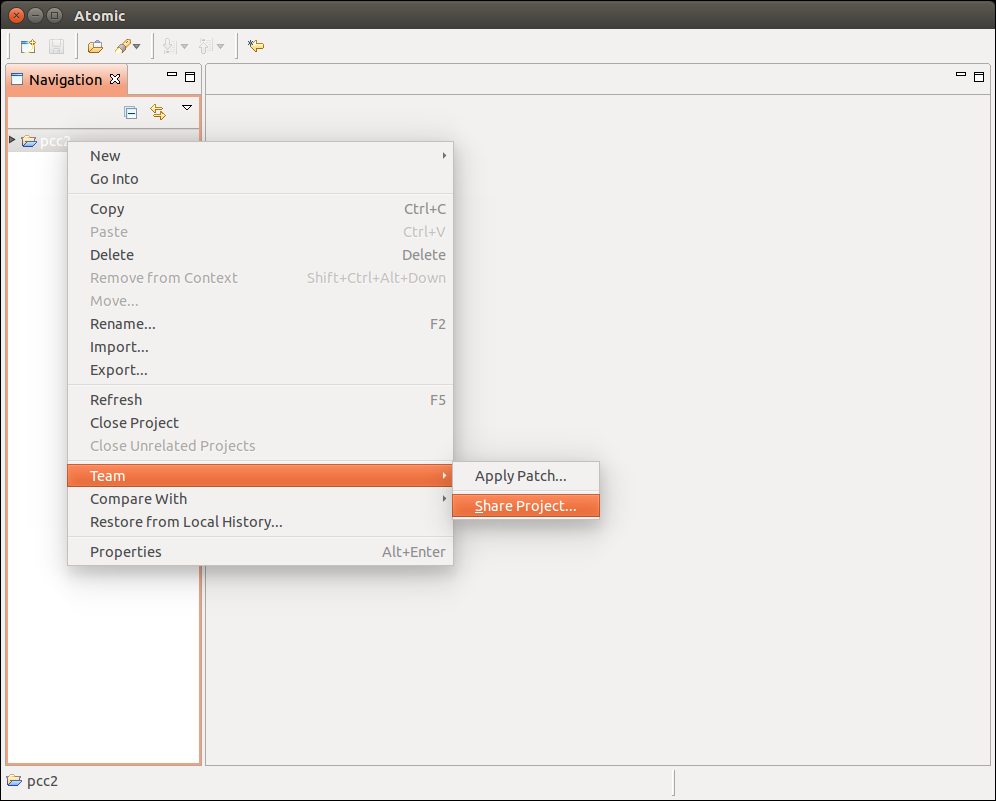 Atomic
Navigation
pcc2
New
Go Into
Copy Ctrl+C
Paste Ctrl+V
Delete Delete
Remove from Context Shift+Ctrl+Alt+Down
Move...
Rename... F2
Import...
Export...
Refresh F5
Close Project
Close Unrelated Projects
Team
Apply Patch...
Compare With
Share Project...
Restore from Local History...
Properties Alt+Enter
pcc2